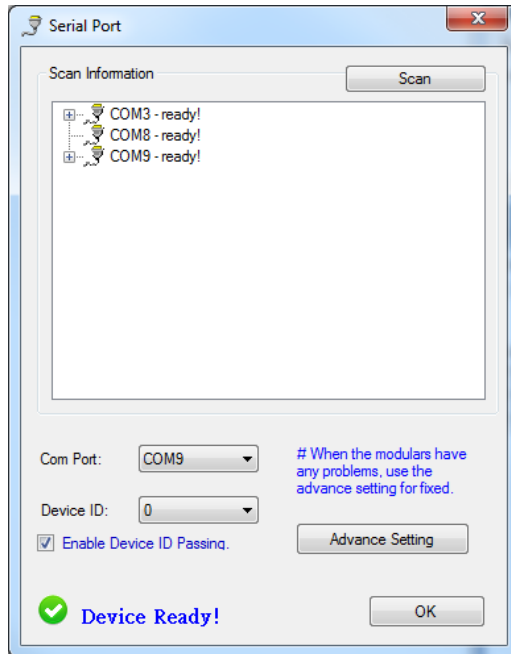 Serial Port
Scan Information
Scan
COM3 - ready!
COM8 - ready!
COM9 - ready!
Com Port:
COM9
# When the modulars have
any problems, use the
advance setting for fixed.
Device ID:
0
Enable Device ID Passing.
Advance Setting
Device Ready!
OK